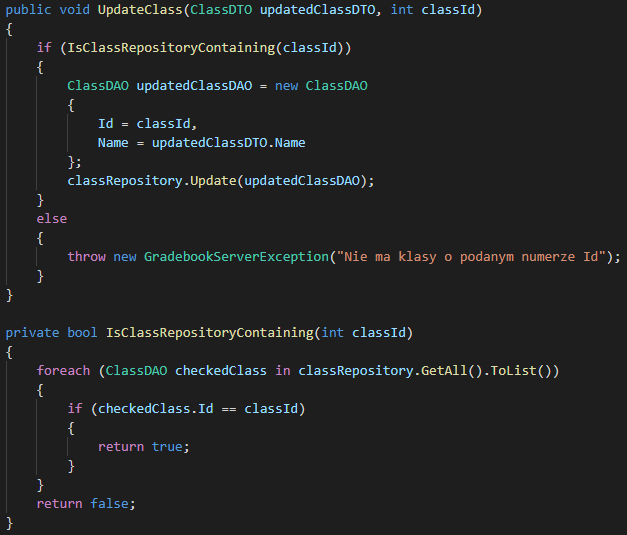 public void UpdateClass(ClassDTO updatedClassDTO, int classId)
{
    if (IsClassRepositoryContaining(classId))
    {
        ClassDAO updatedClassDAO = new ClassDAO
        {
            Id = classId,
            Name = updatedClassDTO.Name
        };
        classRepository.Update(updatedClassDAO);
    }
    else
    {
        throw new GradebookServerException("Nie ma klasy o podanym numerze Id");
    }
}

private bool IsClassRepositoryContaining(int classId)
{
    foreach (ClassDAO checkedClass in classRepository.GetAll().ToList())
    {
        if (checkedClass.Id == classId)
        {
            return true;
        }
    }
    return false;
}